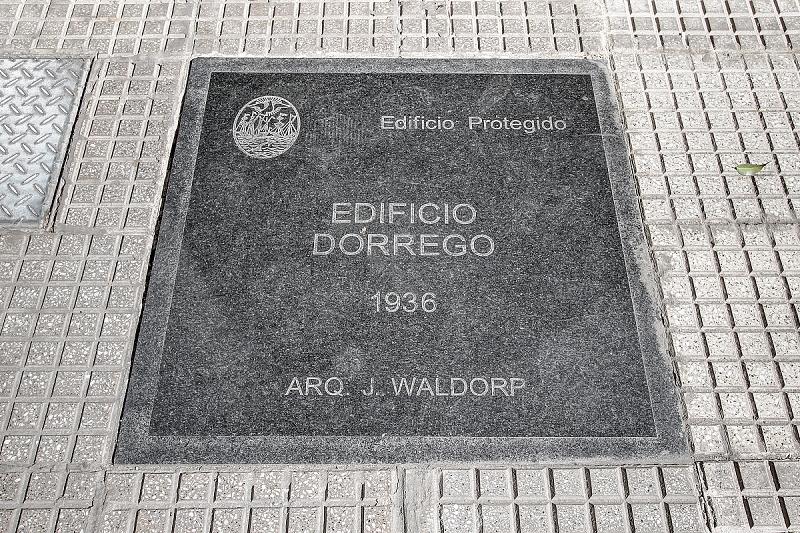 Edificio Protegido
EDIFICIO
DORREGO
1936
ARQ. J. WALDORP